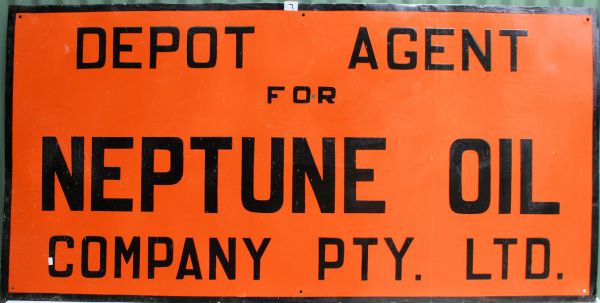 DEPOT AGENT
FOR
NEPTUNE OIL
COMPANY PTY. LTD.